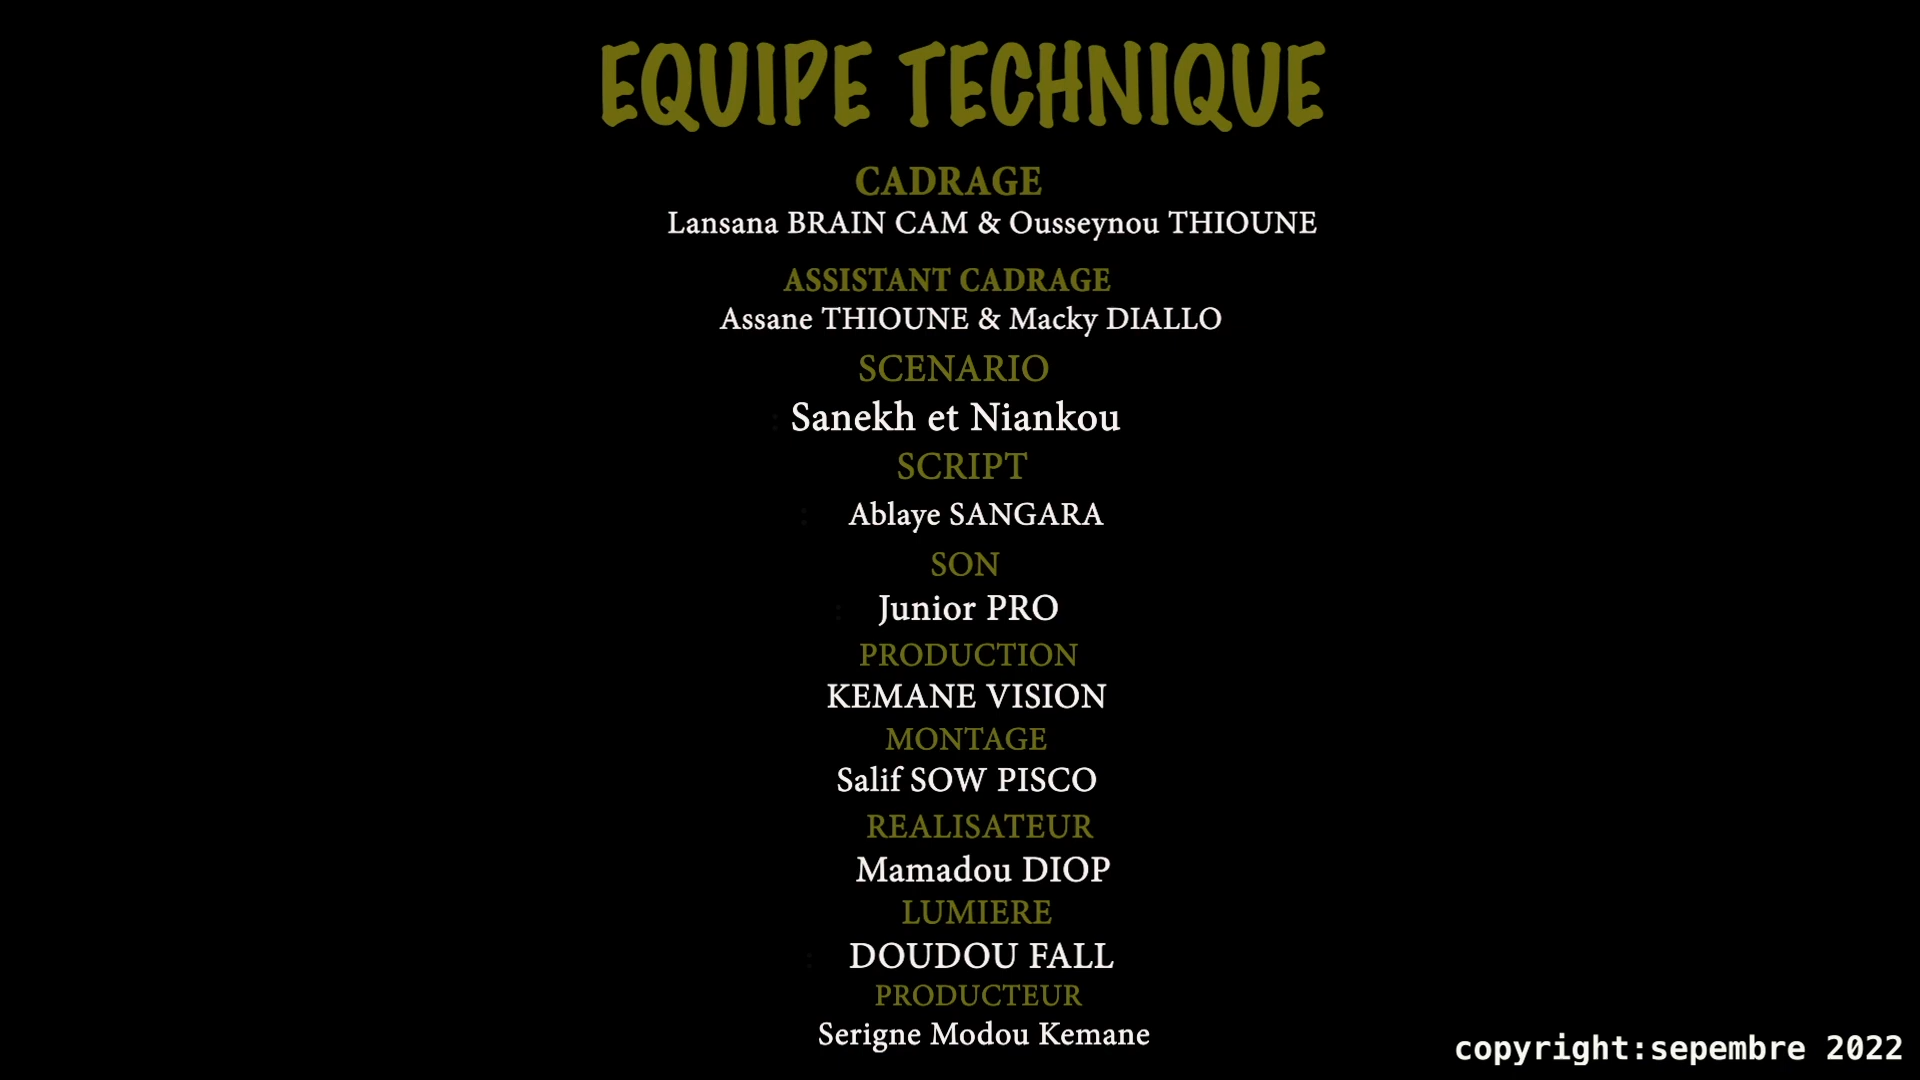 EQUIPE TECHNIQUE
CADRAGE
Lansana BRAIN CAM & Ousseynou THIOUNE
ASSISTANT CADRAGE
Assane THIOUNE & Macky DIALLO
SCENARIO
: Sanekh et Niankou
SCRIPT
: Ablaye SANGARA
SON
: Junior PRO
PRODUCTION
KEMANE VISION
MONTAGE
Salif SOW PISCO
REALISATEUR
Mamadou DIOP
LUMIERE
: DOUDOU FALL
PRODUCTEUR
Serigne Modou Kemane
copyright:sepembre 2022